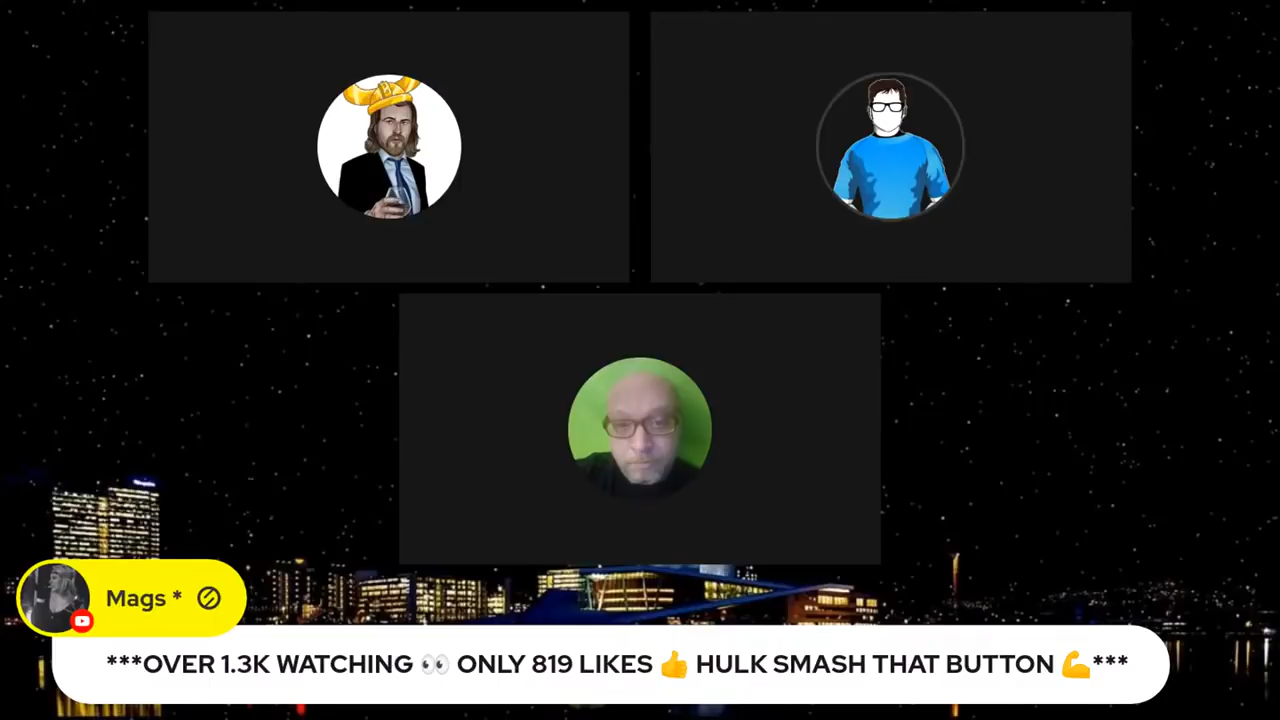 Mags *
***OVER 1.3K WATCHING 👀 ONLY 819 LIKES 👍 HULK SMASH THAT BUTTON 💪***